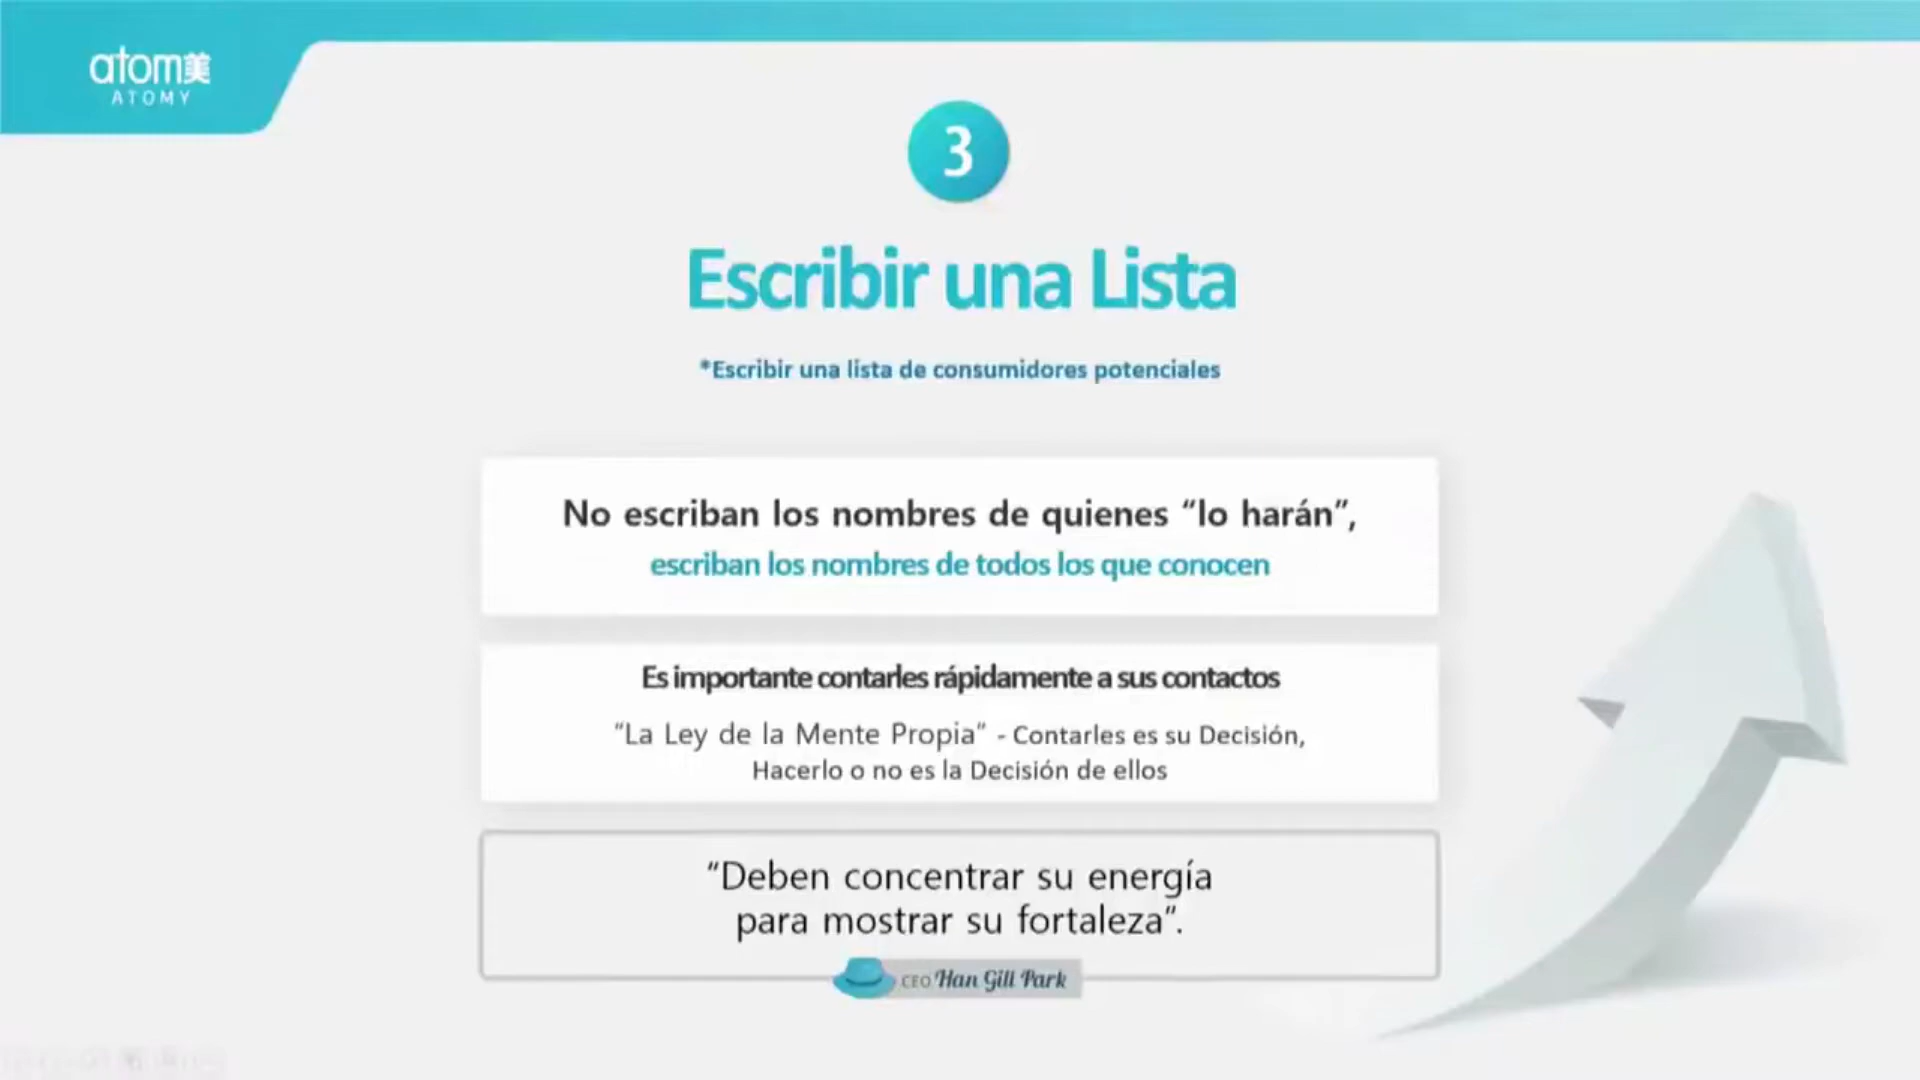 atom美
ATOMY
3
Escribir una Lista
*Escribir una lista de consumidores potenciales
No escriban los nombres de quienes “lo harán”,
escriban los nombres de todos los que conocen
Es importante contarles rápidamente a sus contactos
“La Ley de la Mente Propia” - Contarles es su Decisión,
Hacerlo o no es la Decisión de ellos
“Deben concentrar su energía
para mostrar su fortaleza”.
CEO Han Gill Park